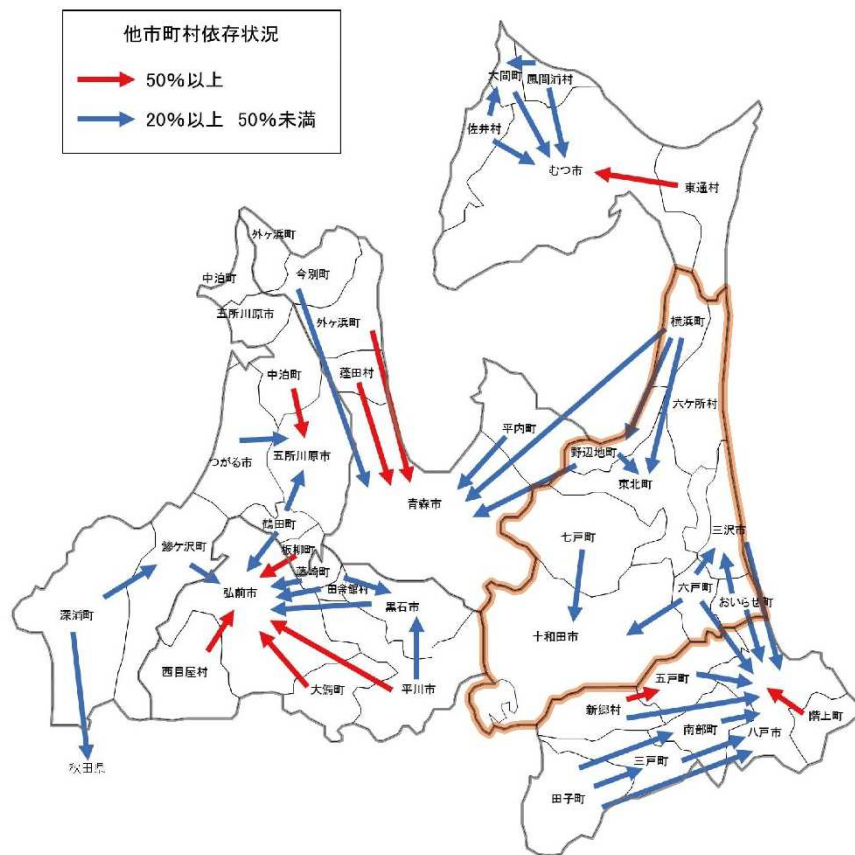 他市町村依存状況
50%以上
20%以上 50%未満
大間町
風間浦村
佐井村
むつ市
東通村
外ヶ浜町
今別町
中泊町
五所川原市
外ヶ浜町
横浜町
中泊町
蓬田村
六ケ所村
平内町
つがる市
五所川原市
野辺地町
東北町
青森市
鶴田町
三沢市
七戸町
鰺ケ沢町
板柳町
藤崎町
弘前市
田舎館村
六戸町
おいらせ町
黒石市
深浦町
十和田市
西目屋村
五戸町
大鰐町
平川市
新郷村
階上町
南部町
八戸市
三戸町
秋田県
田子町